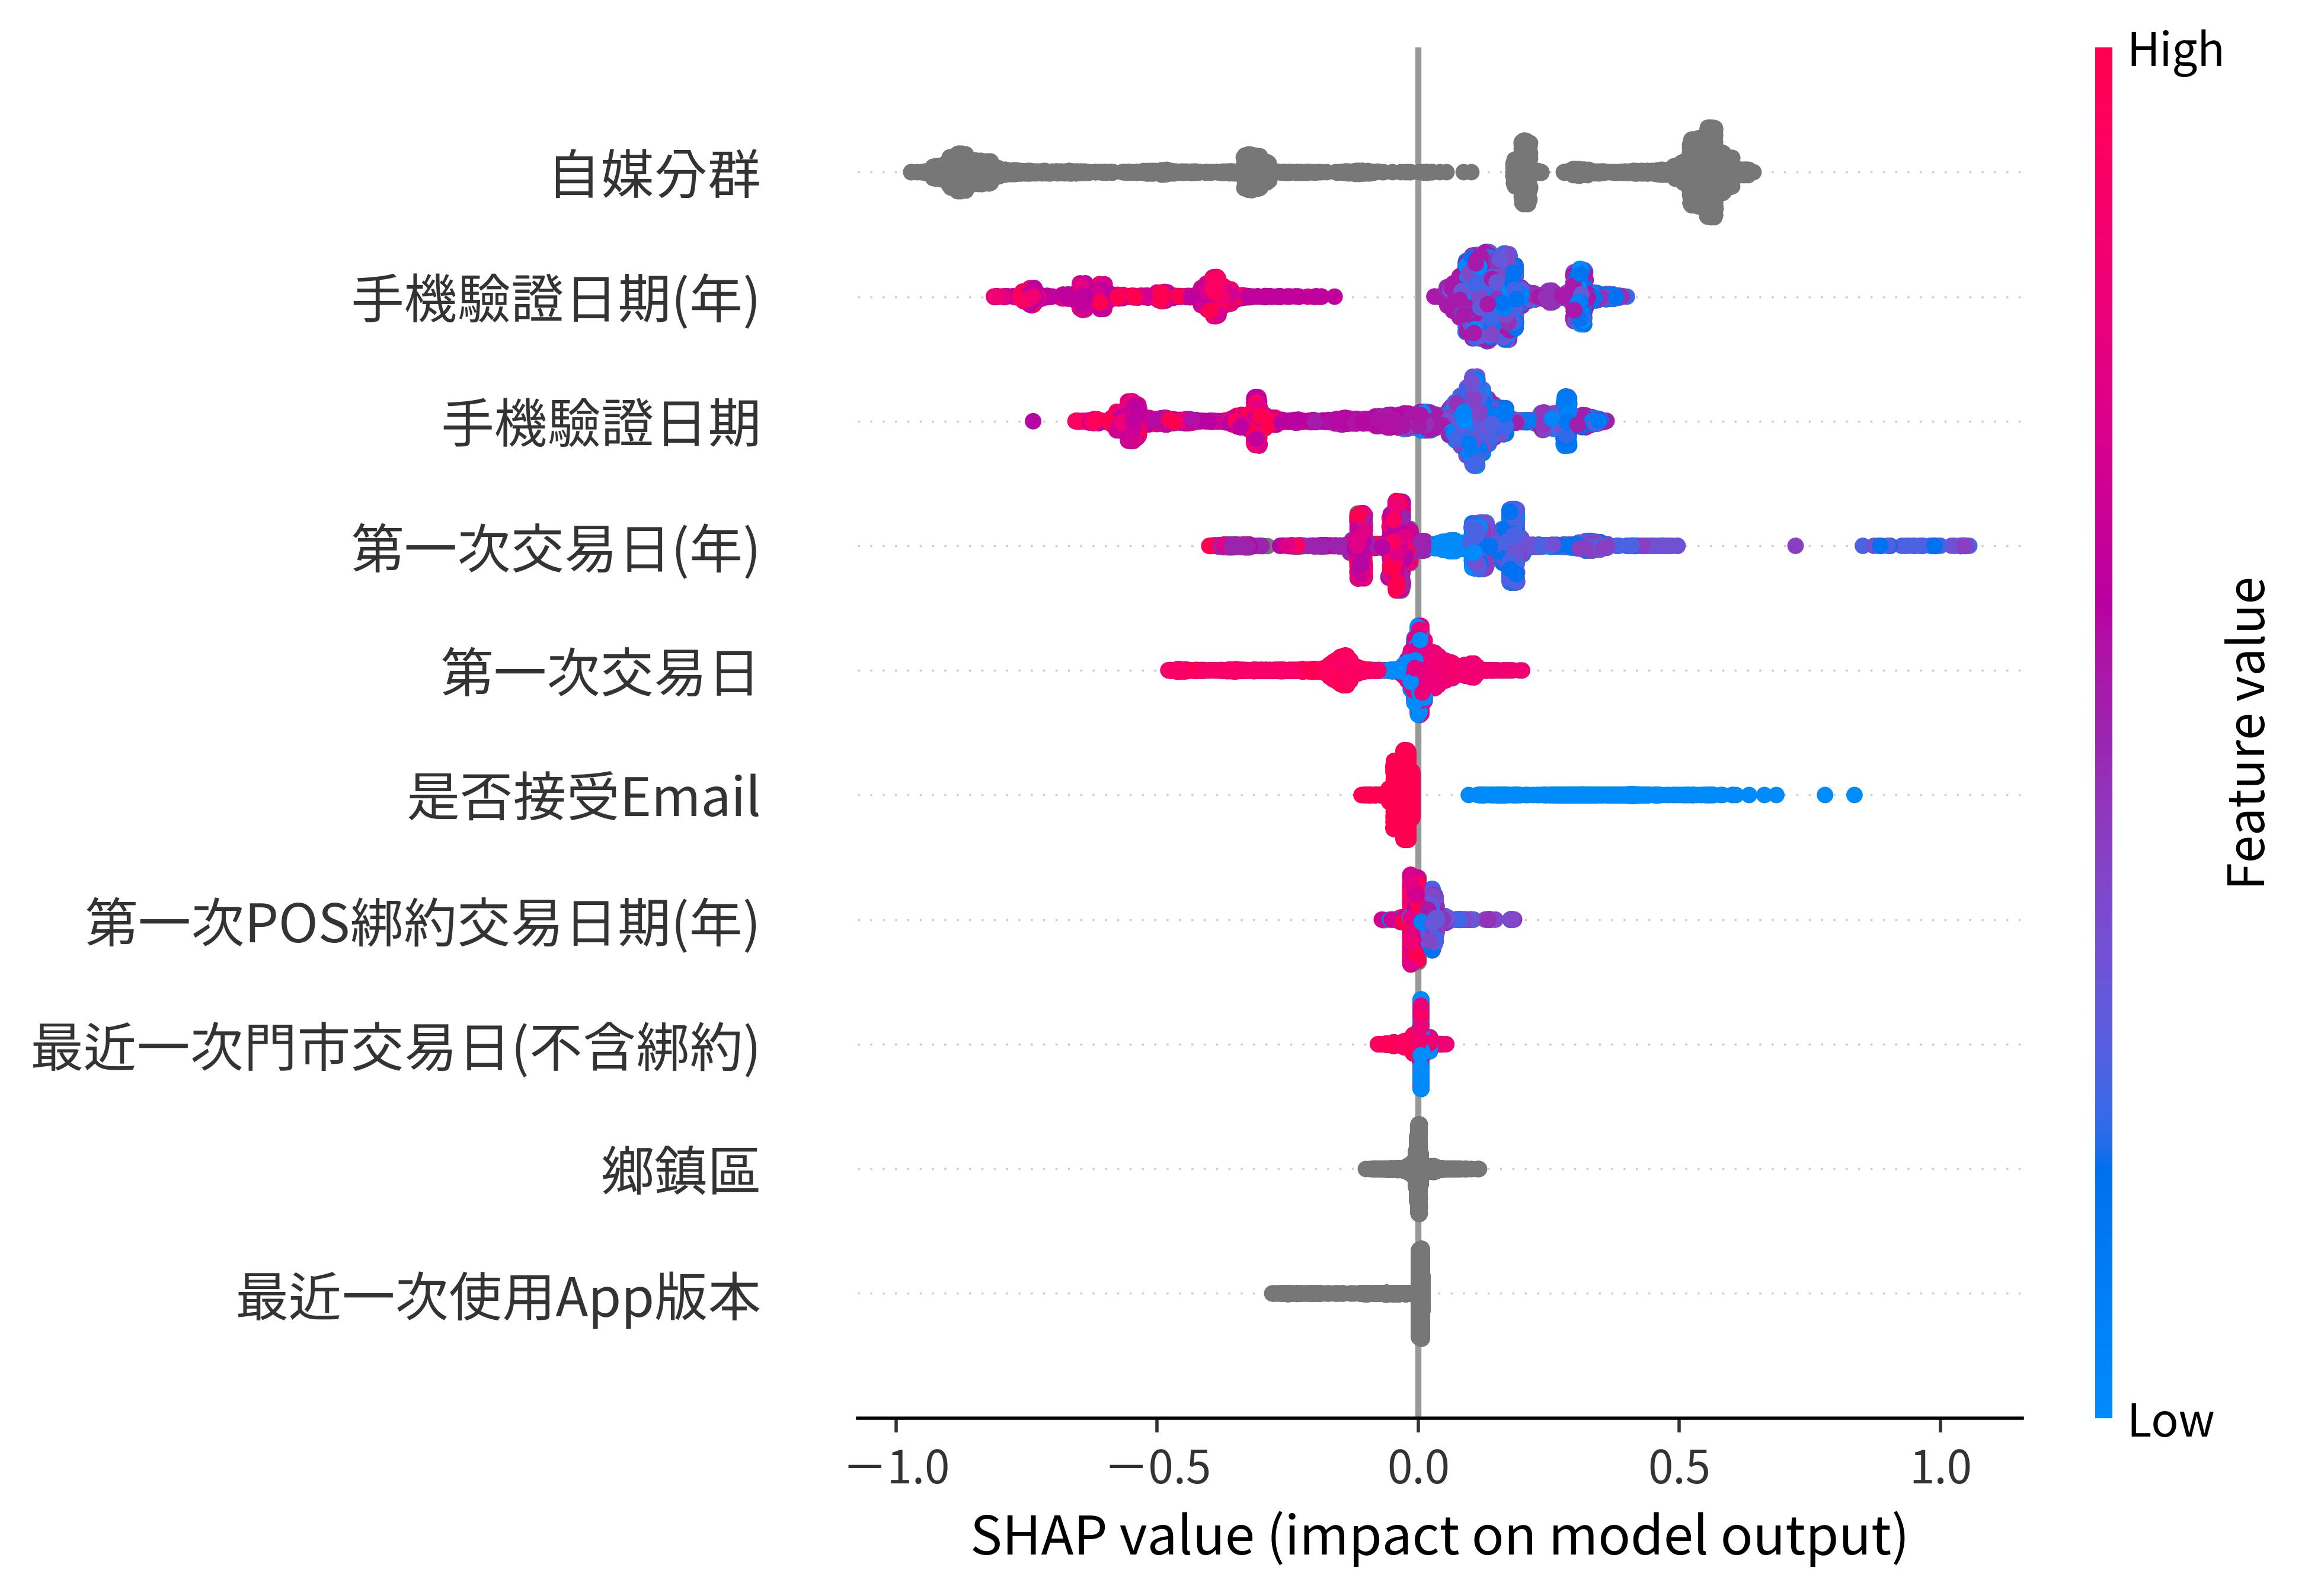 High
自媒分群
手機驗證日期(年)
手機驗證日期
第一次交易日(年)
第一次交易日
是否接受Email
第一次POS綁約交易日期(年)
最近一次門市交易日(不含綁約)
鄉鎮區
最近一次使用App版本
Feature value
Low
−1.0 −0.5 0.0 0.5 1.0
SHAP value (impact on model output)